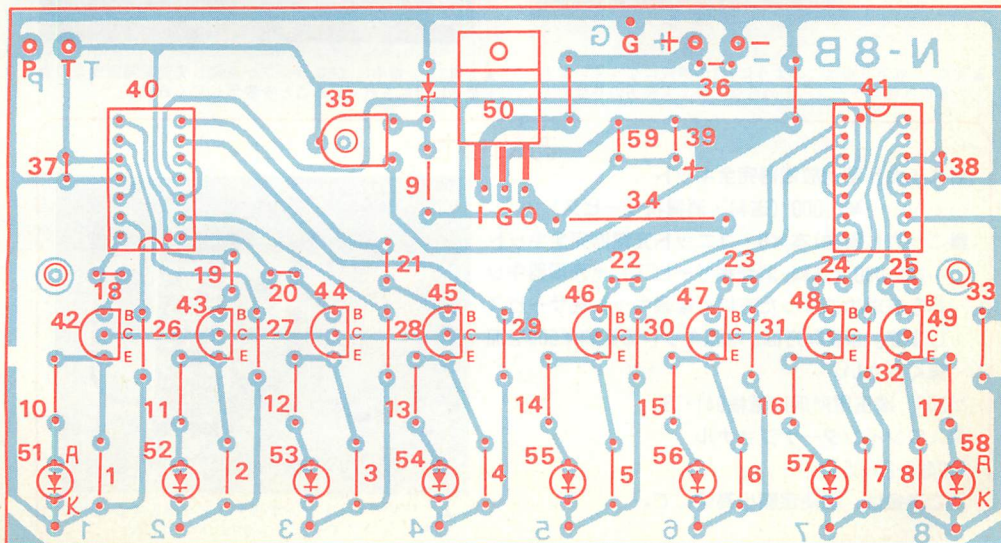 P T G G + + - - N-8B
P T
40 35 50 36 41
37 9 59 39 38
I G O 34
18 19 20 21 22 23 24 25 33
42 43 44 45 46 47 48 49
B B B B B B B B
26 27 28 29 30 31 32
C C C C C C C C
E E E E E E E E
10 11 12 13 14 15 16 17
51 A 52 53 54 55 56 57 58 A
1 2 3 4 5 6 7 8
K K
1 2 3 4 5 6 7 8